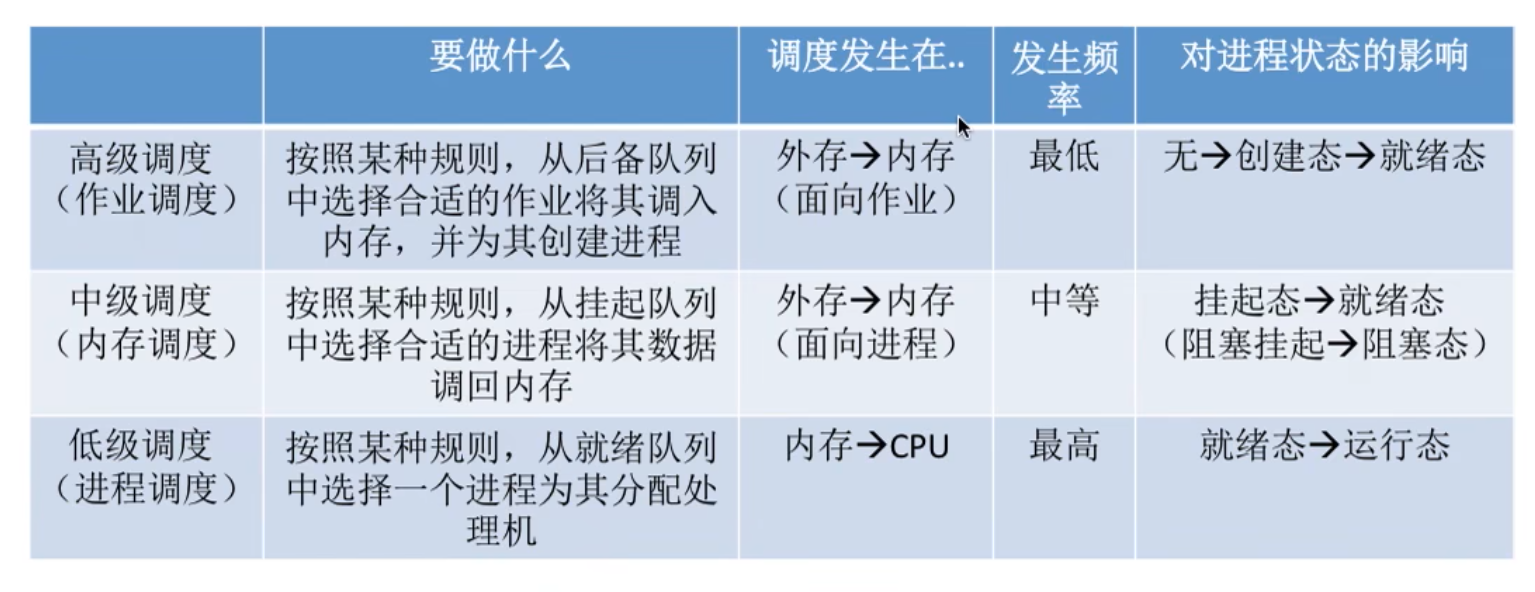 要做什么
调度发生在..
发生频
率
对进程状态的影响
高级调度
（作业调度）
按照某种规则，从后备队列
中选择合适的作业将其调入
内存，并为其创建进程
外存→内存
（面向作业）
最低
无→创建态→就绪态
中级调度
（内存调度）
按照某种规则，从挂起队列
中选择合适的进程将其数据
调回内存
外存→内存
（面向进程）
中等
挂起态→就绪态
（阻塞挂起→阻塞态）
低级调度
（进程调度）
按照某种规则，从就绪队列
中选择一个进程为其分配处
理机
内存→CPU
最高
就绪态→运行态